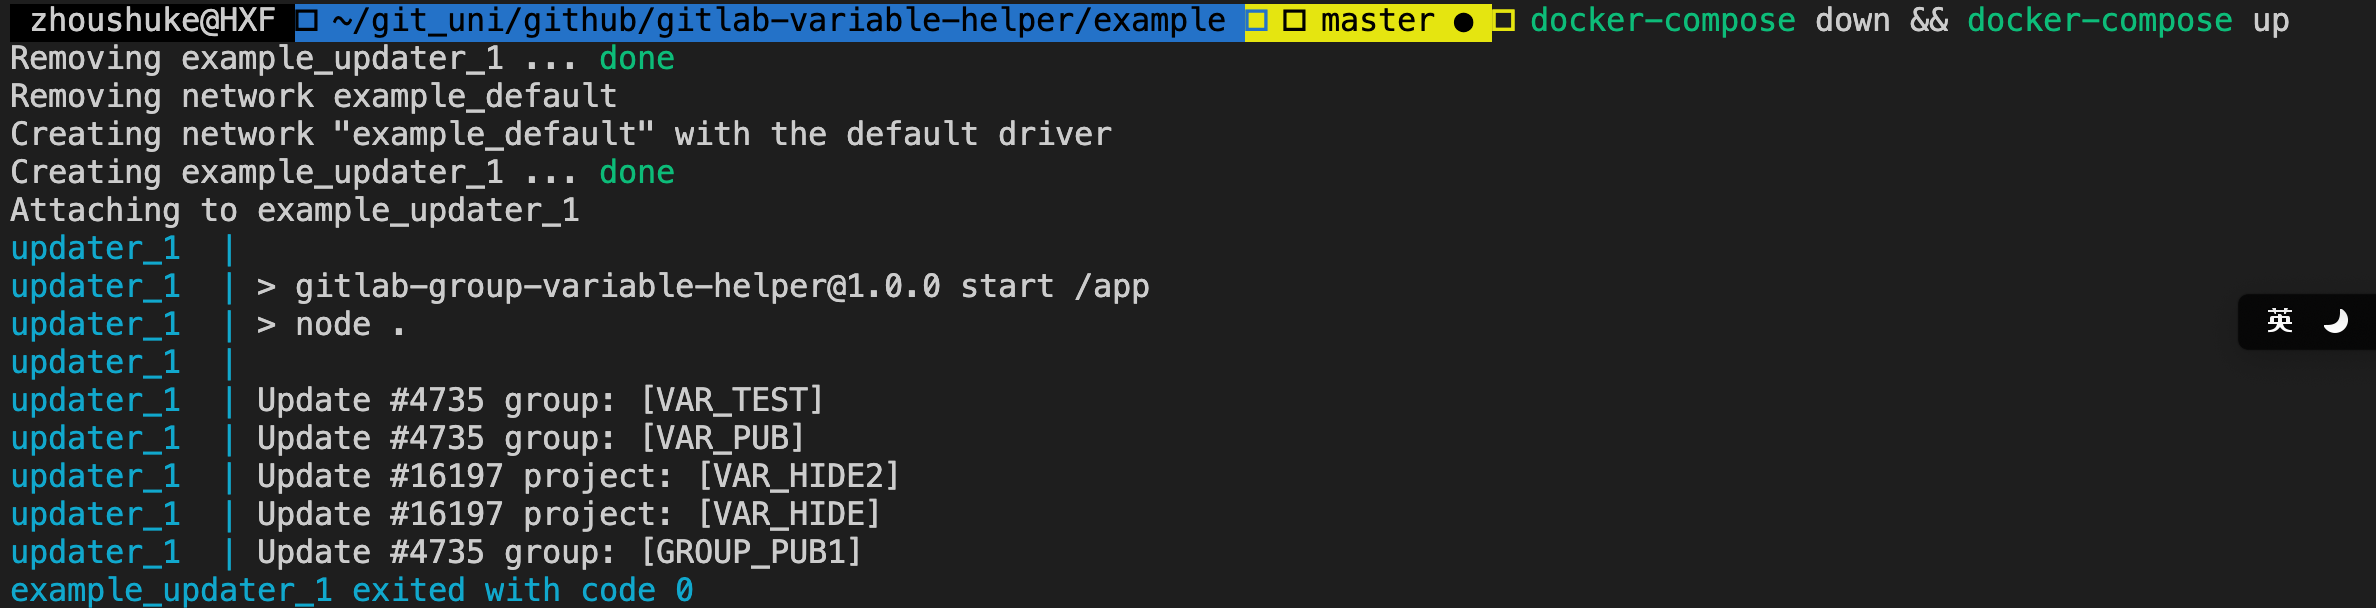 zhoushuke@HXF ~/git_uni/github/gitlab-variable-helper/example master ● docker-compose down && docker-compose up
Removing example_updater_1 ... done
Removing network example_default
Creating network "example_default" with the default driver
Creating example_updater_1 ... done
Attaching to example_updater_1
updater_1 |
updater_1 | > gitlab-group-variable-helper@1.0.0 start /app
updater_1 | > node .
updater_1 |
updater_1 | Update #4735 group: [VAR_TEST]
updater_1 | Update #4735 group: [VAR_PUB]
updater_1 | Update #16197 project: [VAR_HIDE2]
updater_1 | Update #16197 project: [VAR_HIDE]
updater_1 | Update #4735 group: [GROUP_PUB1]
example_updater_1 exited with code 0
英